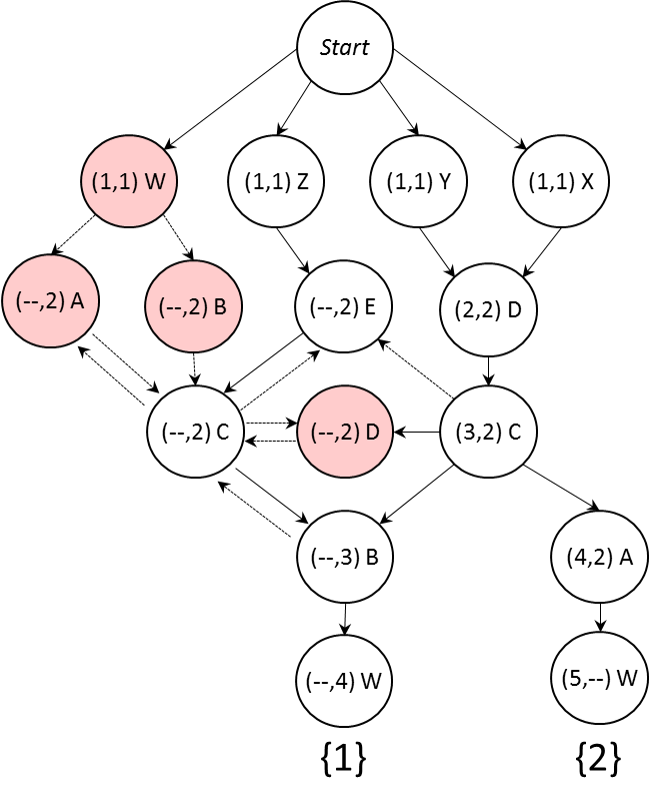 Start
(1,1) W
(1,1) Z
(1,1) Y
(1,1) X
(--,2) A
(--,2) B
(--,2) E
(2,2) D
(--,2) C
(--,2) D
(3,2) C
(--,3) B
(4,2) A
(--,4) W
(5,--) W
{1}
{2}